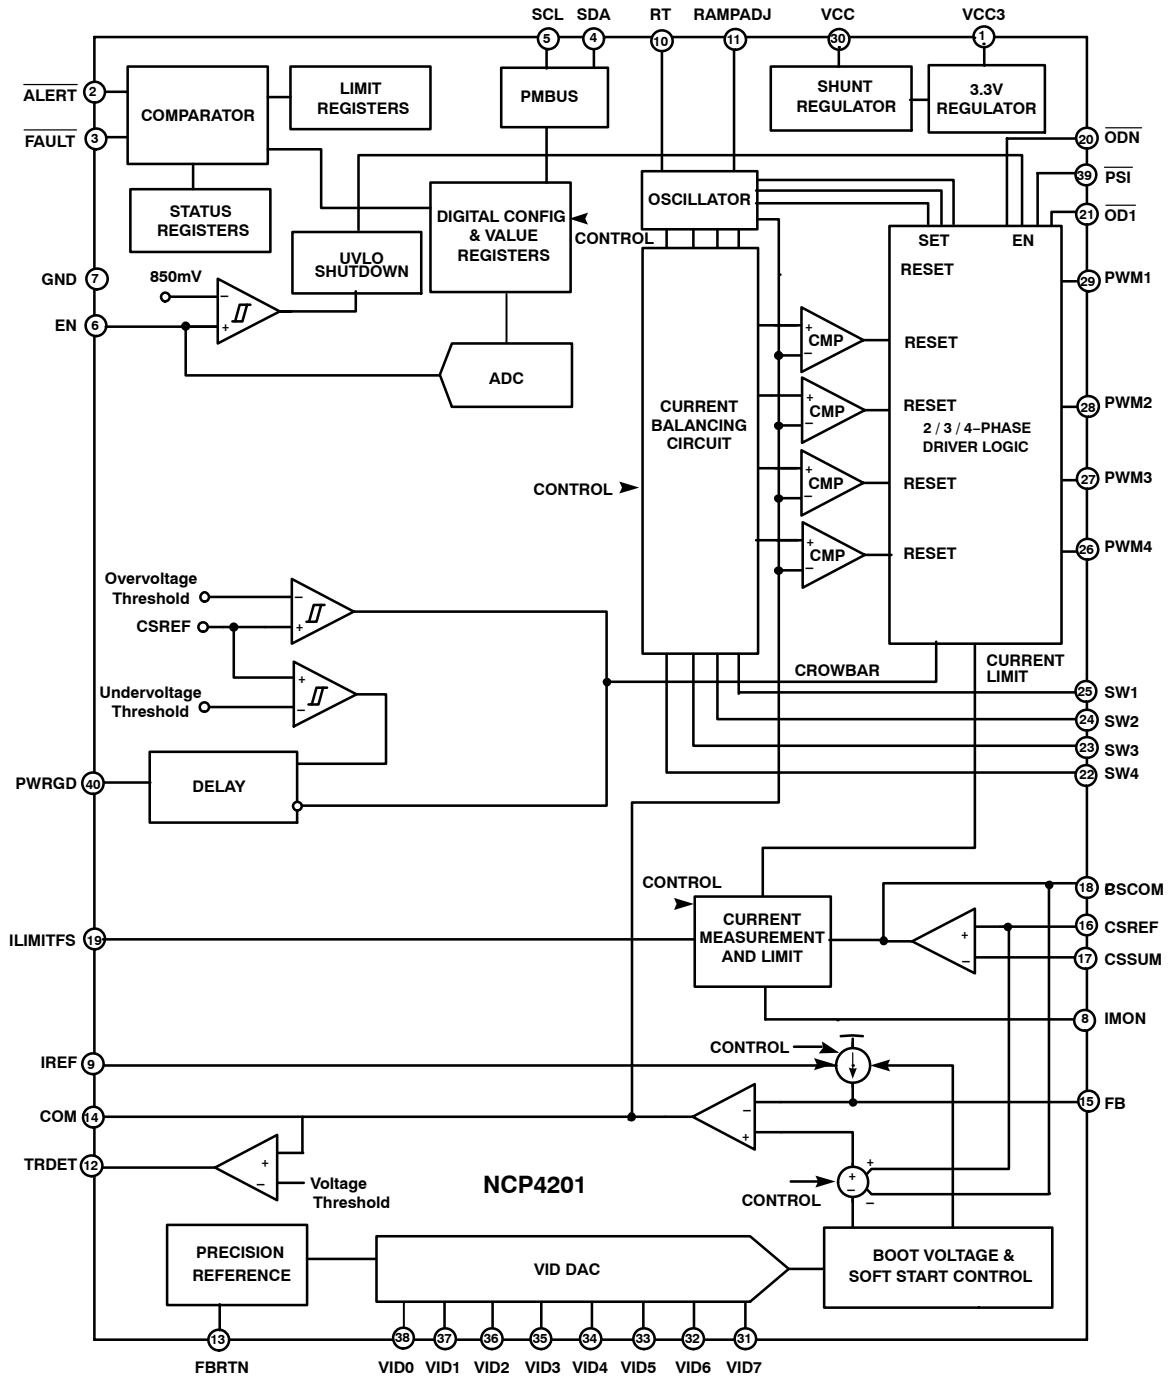 SCL SDA RT RAMPADJ VCC VCC3
5 4 10 11 30 1
ALERT 2
FAULT 3
COMPARATOR
LIMIT
REGISTERS
PMBUS
SHUNT
REGULATOR
3.3V
REGULATOR
20 ODN
39 PSI
21 OD1
STATUS
REGISTERS
DIGITAL CONFIG
& VALUE
REGISTERS
CONTROL
OSCILLATOR
UVLO
SHUTDOWN
SET EN
RESET
GND 7
850mV
−
+
EN 6
ADC
29 PWM1
+
CMP
−
RESET
28 PWM2
+
CMP
−
RESET
2 / 3 / 4−PHASE
DRIVER LOGIC
CURRENT
BALANCING
CIRCUIT
CONTROL
27 PWM3
+
CMP
−
RESET
26 PWM4
+
CMP
−
RESET
Overvoltage
Threshold
−
CSREF
+
Undervoltage
Threshold
+
−
CROWBAR
CURRENT
LIMIT
25 SW1
24 SW2
23 SW3
22 SW4
PWRGD 40
DELAY
CONTROL
ILIMITFS 19
CURRENT
MEASUREMENT
AND LIMIT
+
−
18 CSCOM
16 CSREF
17 CSSUM
8 IMON
IREF 9
CONTROL
COM 14
−
+
15 FB
TRDET 12
+
−
Voltage
Threshold
NCP4201
CONTROL
+
−
+
−
PRECISION
REFERENCE
VID DAC
BOOT VOLTAGE &
SOFT START CONTROL
13 38 37 36 35 34 33 32 31
FBRTN VID0 VID1 VID2 VID3 VID4 VID5 VID6 VID7